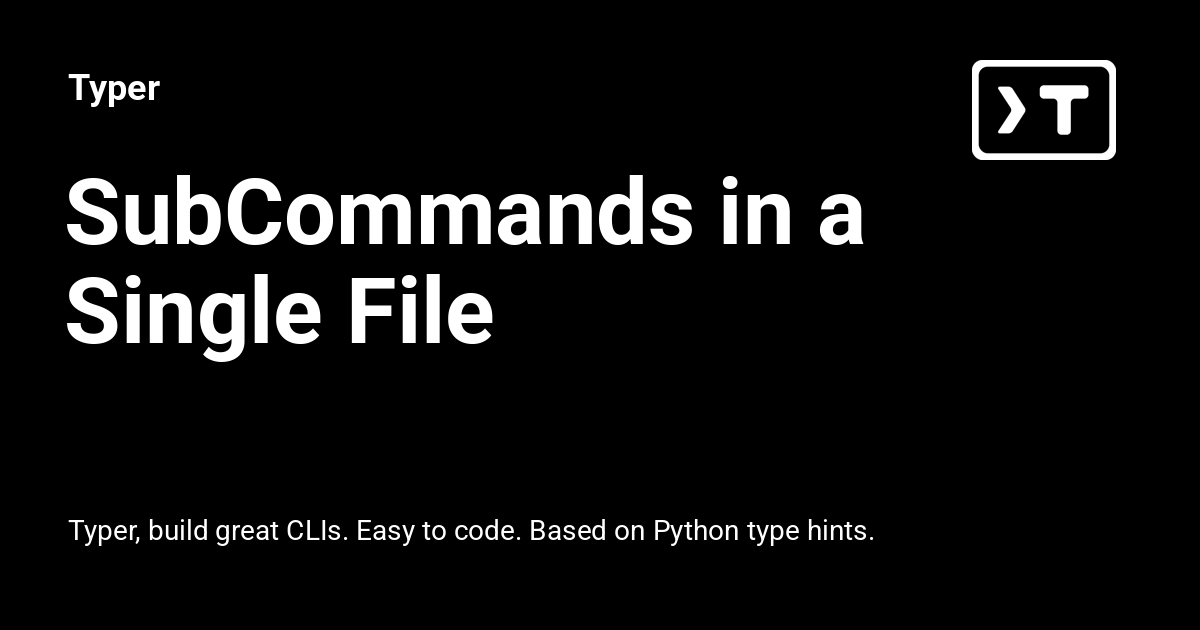 Typer
SubCommands in a
Single File
Typer, build great CLIs. Easy to code. Based on Python type hints.